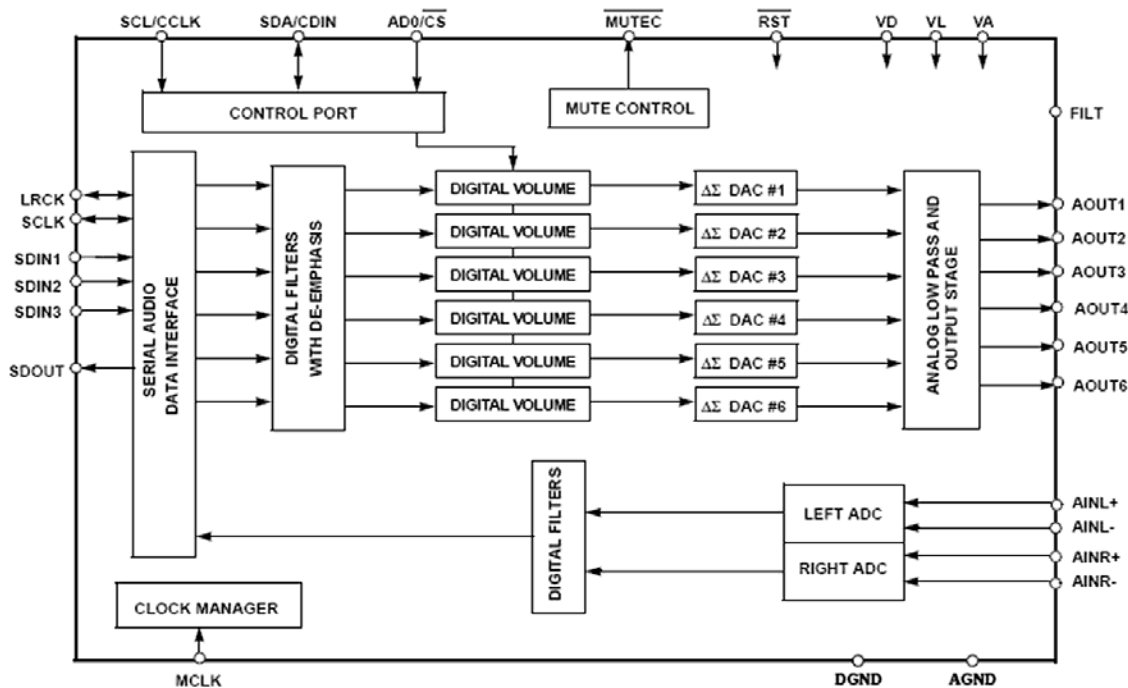 SCL/CCLK
SDA/CDIN
AD0/CS
MUTEC
RST
VD
VL
VA
CONTROL PORT
MUTE CONTROL
FILT
LRCK
SCLK
SDIN1
SDIN2
SDIN3
SDOUT
SERIAL AUDIO
DATA INTERFACE
DIGITAL FILTERS
WITH DE-EMPHASIS
DIGITAL VOLUME
DIGITAL VOLUME
DIGITAL VOLUME
DIGITAL VOLUME
DIGITAL VOLUME
DIGITAL VOLUME
ΔΣ DAC #1
ΔΣ DAC #2
ΔΣ DAC #3
ΔΣ DAC #4
ΔΣ DAC #5
ΔΣ DAC #6
ANALOG LOW PASS AND
OUTPUT STAGE
AOUT1
AOUT2
AOUT3
AOUT4
AOUT5
AOUT6
DIGITAL FILTERS
LEFT ADC
RIGHT ADC
AINL+
AINL-
AINR+
AINR-
CLOCK MANAGER
MCLK
DGND
AGND